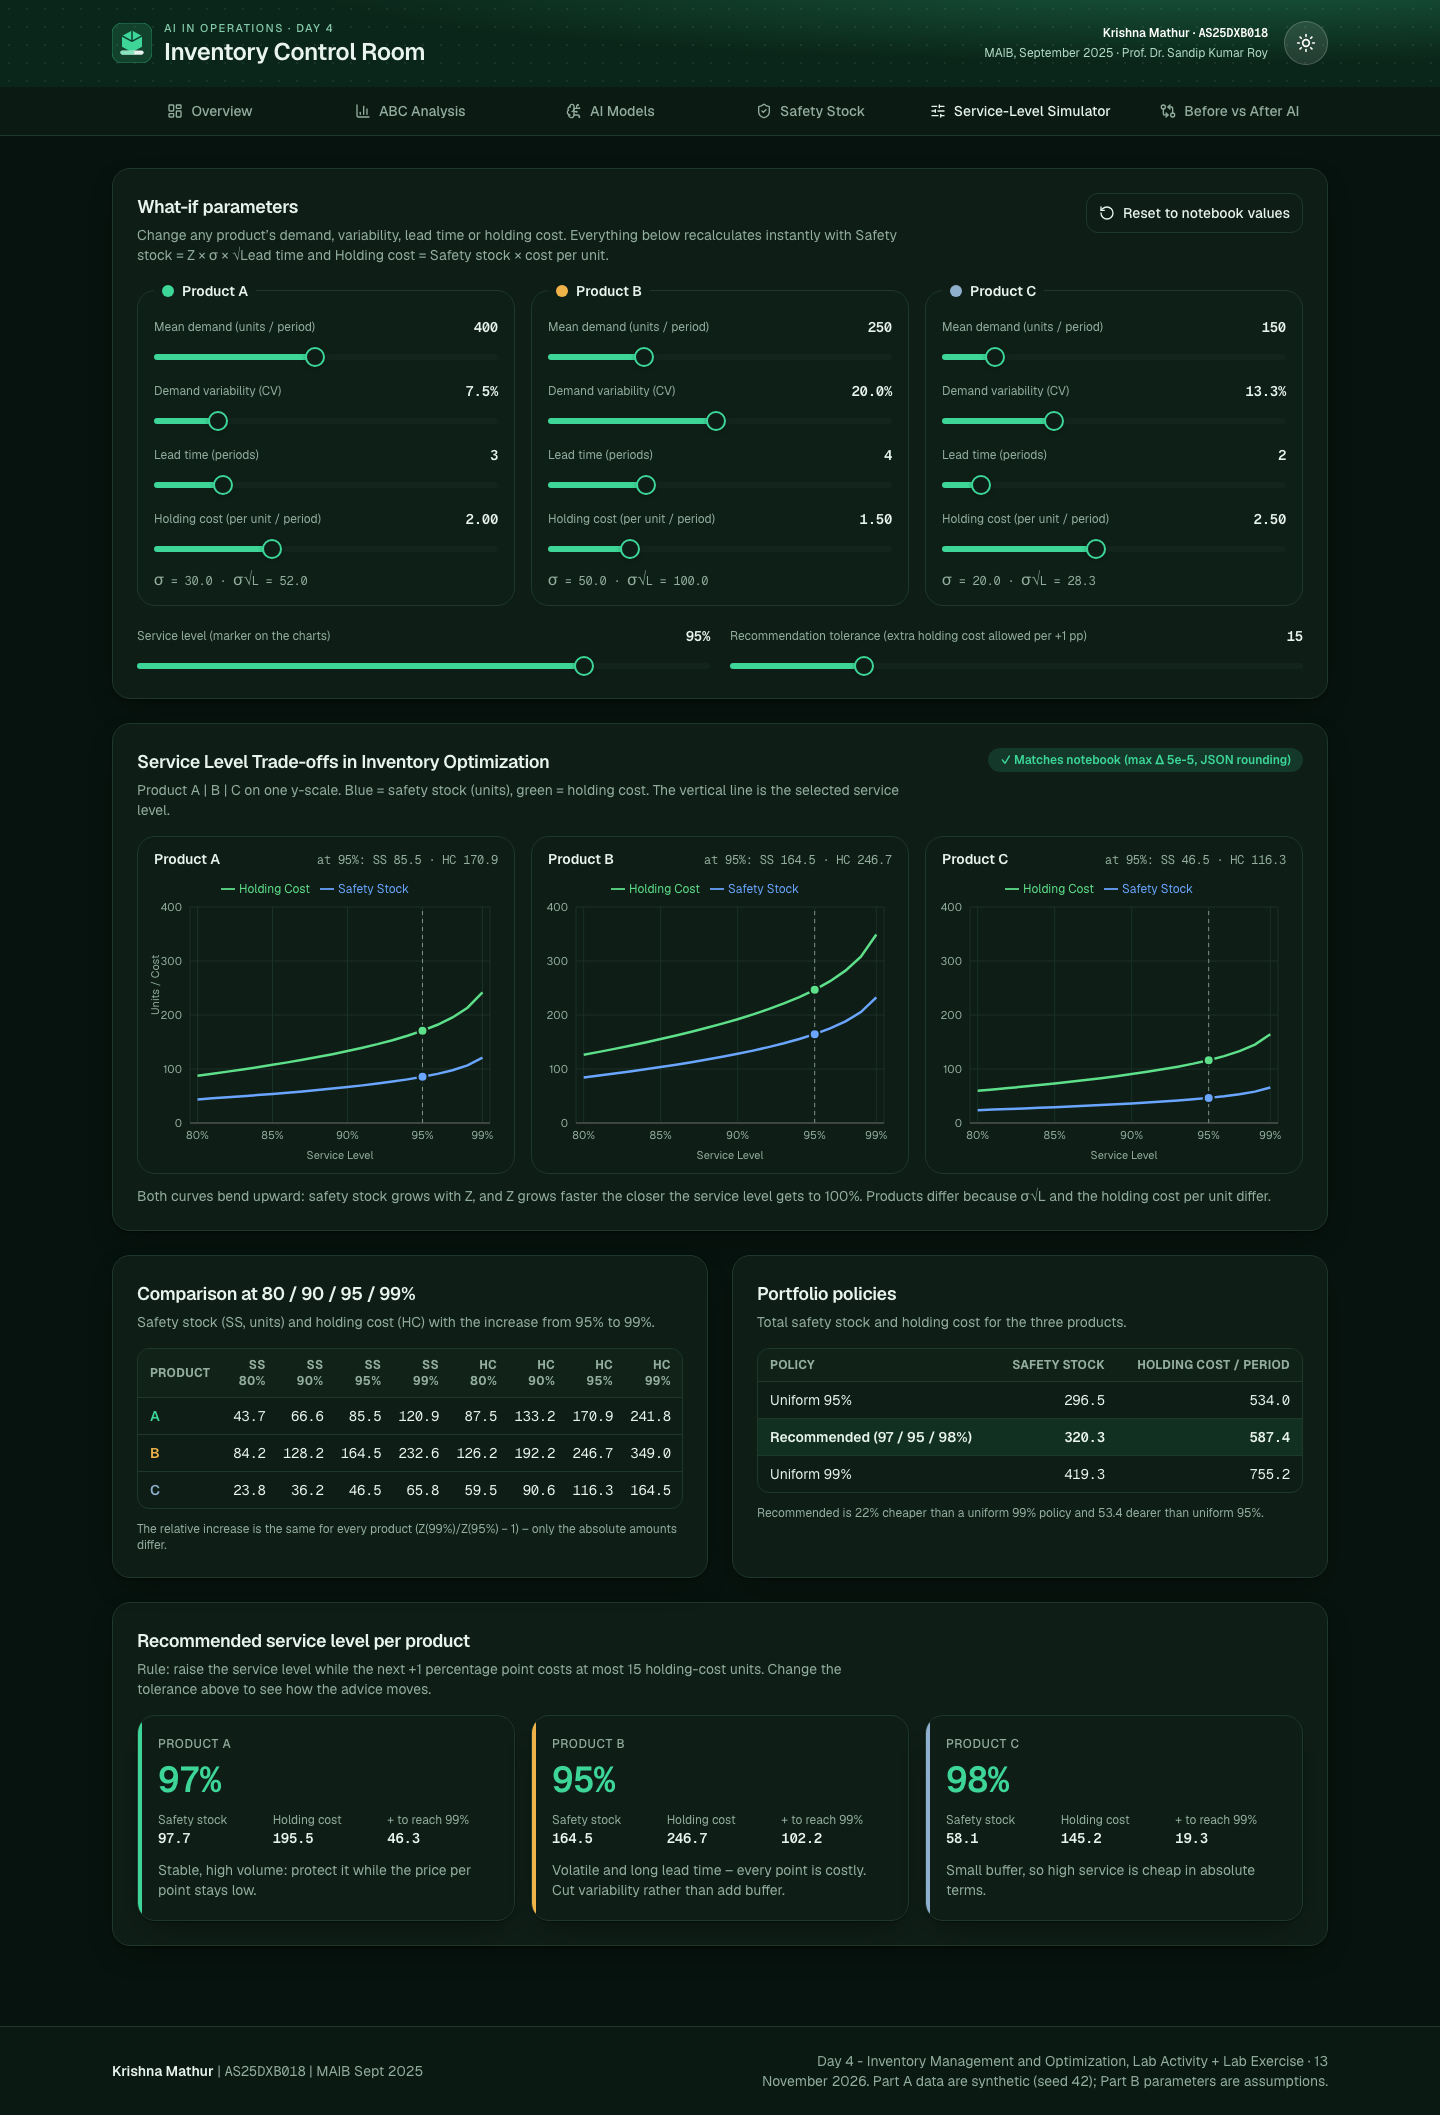 AI IN OPERATIONS · DAY 4
Inventory Control Room
Krishna Mathur · AS25DXB018
MAIB, September 2025 · Prof. Dr. Sandip Kumar Roy
Overview
ABC Analysis
AI Models
Safety Stock
Service-Level Simulator
Before vs After AI
What-if parameters
Reset to notebook values
Change any product's demand, variability, lead time or holding cost. Everything below recalculates instantly with Safety
stock = Z × σ × √Lead time and Holding cost = Safety stock × cost per unit.
Product A
Mean demand (units / period) 400
Demand variability (CV) 7.5%
Lead time (periods) 3
Holding cost (per unit / period) 2.00
σ = 30.0 · σ√L = 52.0
Product B
Mean demand (units / period) 250
Demand variability (CV) 20.0%
Lead time (periods) 4
Holding cost (per unit / period) 1.50
σ = 50.0 · σ√L = 100.0
Product C
Mean demand (units / period) 150
Demand variability (CV) 13.3%
Lead time (periods) 2
Holding cost (per unit / period) 2.50
σ = 20.0 · σ√L = 28.3
Service level (marker on the charts) 95%
Recommendation tolerance (extra holding cost allowed per +1 pp) 15
Service Level Trade-offs in Inventory Optimization
✓ Matches notebook (max Δ 5e-5, JSON rounding)
Product A | B | C on one y-scale. Blue = safety stock (units), green = holding cost. The vertical line is the selected service
level.
Product A
at 95%: SS 85.5 · HC 170.9
Holding Cost Safety Stock
400
300
200
100
0
Units / Cost
80% 85% 90% 95% 99%
Service Level
Product B
at 95%: SS 164.5 · HC 246.7
Holding Cost Safety Stock
400
300
200
100
0
80% 85% 90% 95% 99%
Service Level
Product C
at 95%: SS 46.5 · HC 116.3
Holding Cost Safety Stock
400
300
200
100
0
80% 85% 90% 95% 99%
Service Level
Both curves bend upward: safety stock grows with Z, and Z grows faster the closer the service level gets to 100%. Products differ because σ√L and the holding cost per unit differ.
Comparison at 80 / 90 / 95 / 99%
Safety stock (SS, units) and holding cost (HC) with the increase from 95% to 99%.
PRODUCT SS 80% SS 90% SS 95% SS 99% HC 80% HC 90% HC 95% HC 99%
A 43.7 66.6 85.5 120.9 87.5 133.2 170.9 241.8
B 84.2 128.2 164.5 232.6 126.2 192.2 246.7 349.0
C 23.8 36.2 46.5 65.8 59.5 90.6 116.3 164.5
The relative increase is the same for every product (Z(99%)/Z(95%) − 1) – only the absolute amounts
differ.
Portfolio policies
Total safety stock and holding cost for the three products.
POLICY SAFETY STOCK HOLDING COST / PERIOD
Uniform 95% 296.5 534.0
Recommended (97 / 95 / 98%) 320.3 587.4
Uniform 99% 419.3 755.2
Recommended is 22% cheaper than a uniform 99% policy and 53.4 dearer than uniform 95%.
Recommended service level per product
Rule: raise the service level while the next +1 percentage point costs at most 15 holding-cost units. Change the
tolerance above to see how the advice moves.
PRODUCT A
97%
Safety stock Holding cost + to reach 99%
97.7 195.5 46.3
Stable, high volume: protect it while the price per
point stays low.
PRODUCT B
95%
Safety stock Holding cost + to reach 99%
164.5 246.7 102.2
Volatile and long lead time – every point is costly.
Cut variability rather than add buffer.
PRODUCT C
98%
Safety stock Holding cost + to reach 99%
58.1 145.2 19.3
Small buffer, so high service is cheap in absolute
terms.
Krishna Mathur | AS25DXB018 | MAIB Sept 2025
Day 4 - Inventory Management and Optimization, Lab Activity + Lab Exercise · 13
November 2026. Part A data are synthetic (seed 42); Part B parameters are assumptions.